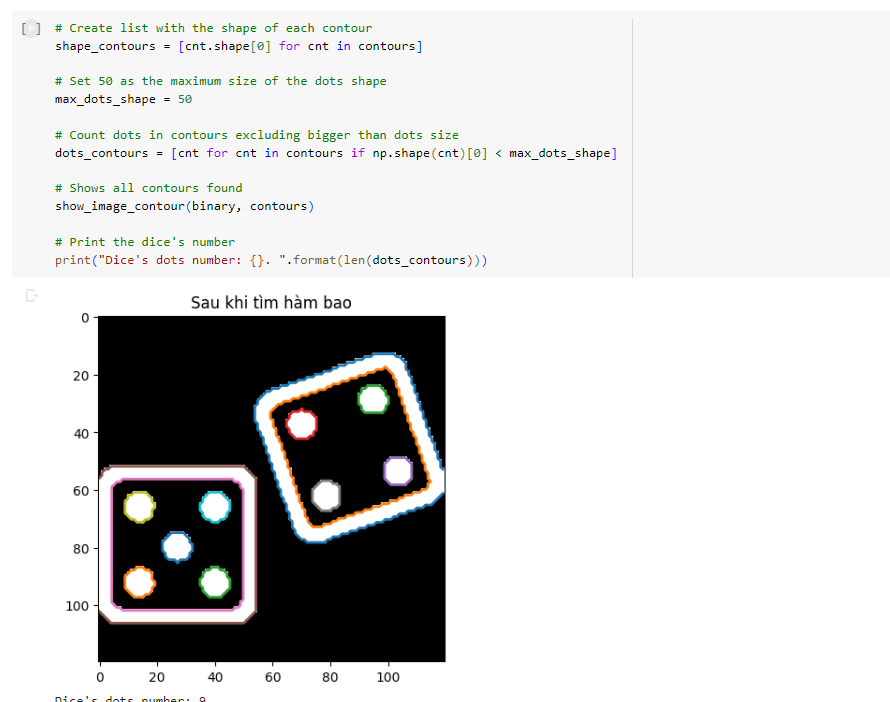 # Create list with the shape of each contour
shape_contours = [cnt.shape[0] for cnt in contours]
# Set 50 as the maximum size of the dots shape
max_dots_shape = 50
# Count dots in contours excluding bigger than dots size
dots_contours = [cnt for cnt in contours if np.shape(cnt)[0] < max_dots_shape]
# Shows all contours found
show_image_contour(binary, contours)
# Print the dice's number
print("Dice's dots number: {}. ".format(len(dots_contours)))
Sau khi tìm hàm bao
0
20
40
60
80
100
0 20 40 60 80 100
Dice's dots number: 9